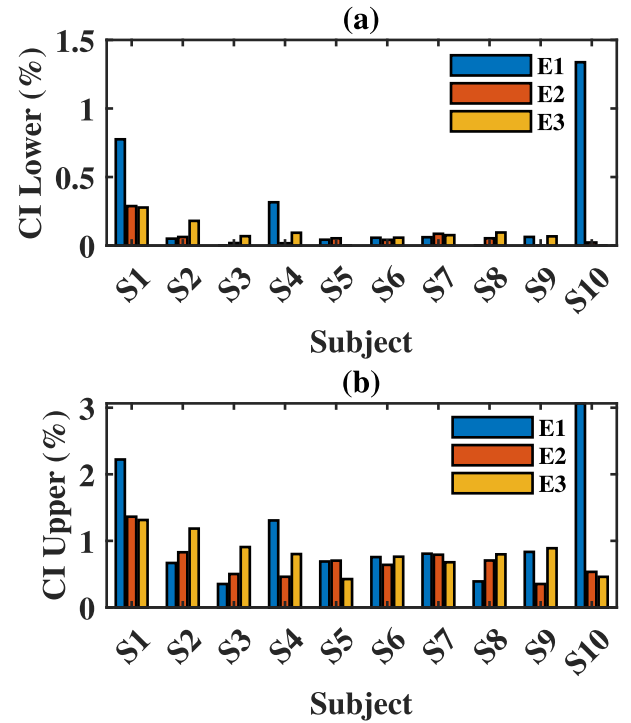 (a)
CI Lower (%)
1.5
1
0.5
0
E1
E2
E3
S1 S2 S3 S4 S5 S6 S7 S8 S9 S10
Subject
(b)
CI Upper (%)
3
2
1
0
E1
E2
E3
S1 S2 S3 S4 S5 S6 S7 S8 S9 S10
Subject